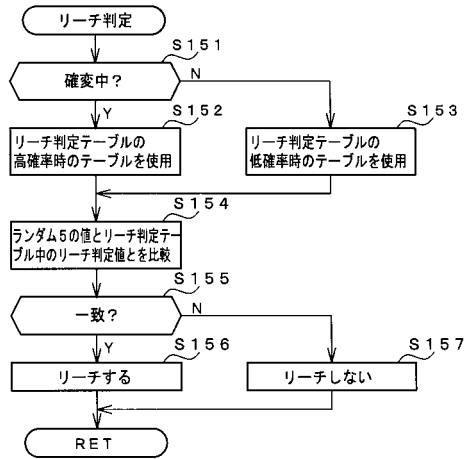 リーチ判定
S151
確変中?
N
Y
S152
S153
リーチ判定テーブルの
高確率時のテーブルを使用
リーチ判定テーブルの
低確率時のテーブルを使用
S154
ランダム5の値とリーチ判定テー
ブル中のリーチ判定値とを比較
S155
一致?
N
Y
S156
S157
リーチする
リーチしない
RET